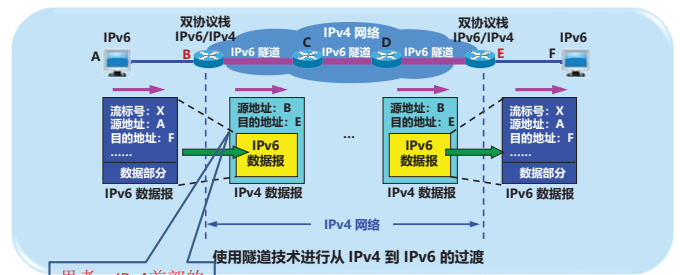 双协议栈
IPv6/IPv4
IPv4 网络
双协议栈
IPv6/IPv4
IPv6
A
B
IPv6 隧道
C
IPv6 隧道
D
IPv6 隧道
E
IPv6
F
流标号：X
源地址：A
目的地址：F
......
数据部分
IPv6 数据报
源地址：B
目的地址：E
IPv6
数据报
IPv4 数据报
...
源地址：B
目的地址：E
IPv6
数据报
IPv4 数据报
流标号：X
源地址：A
目的地址：F
......
数据部分
IPv6 数据报
IPv4 网络
使用隧道技术进行从 IPv4 到 IPv6 的过渡